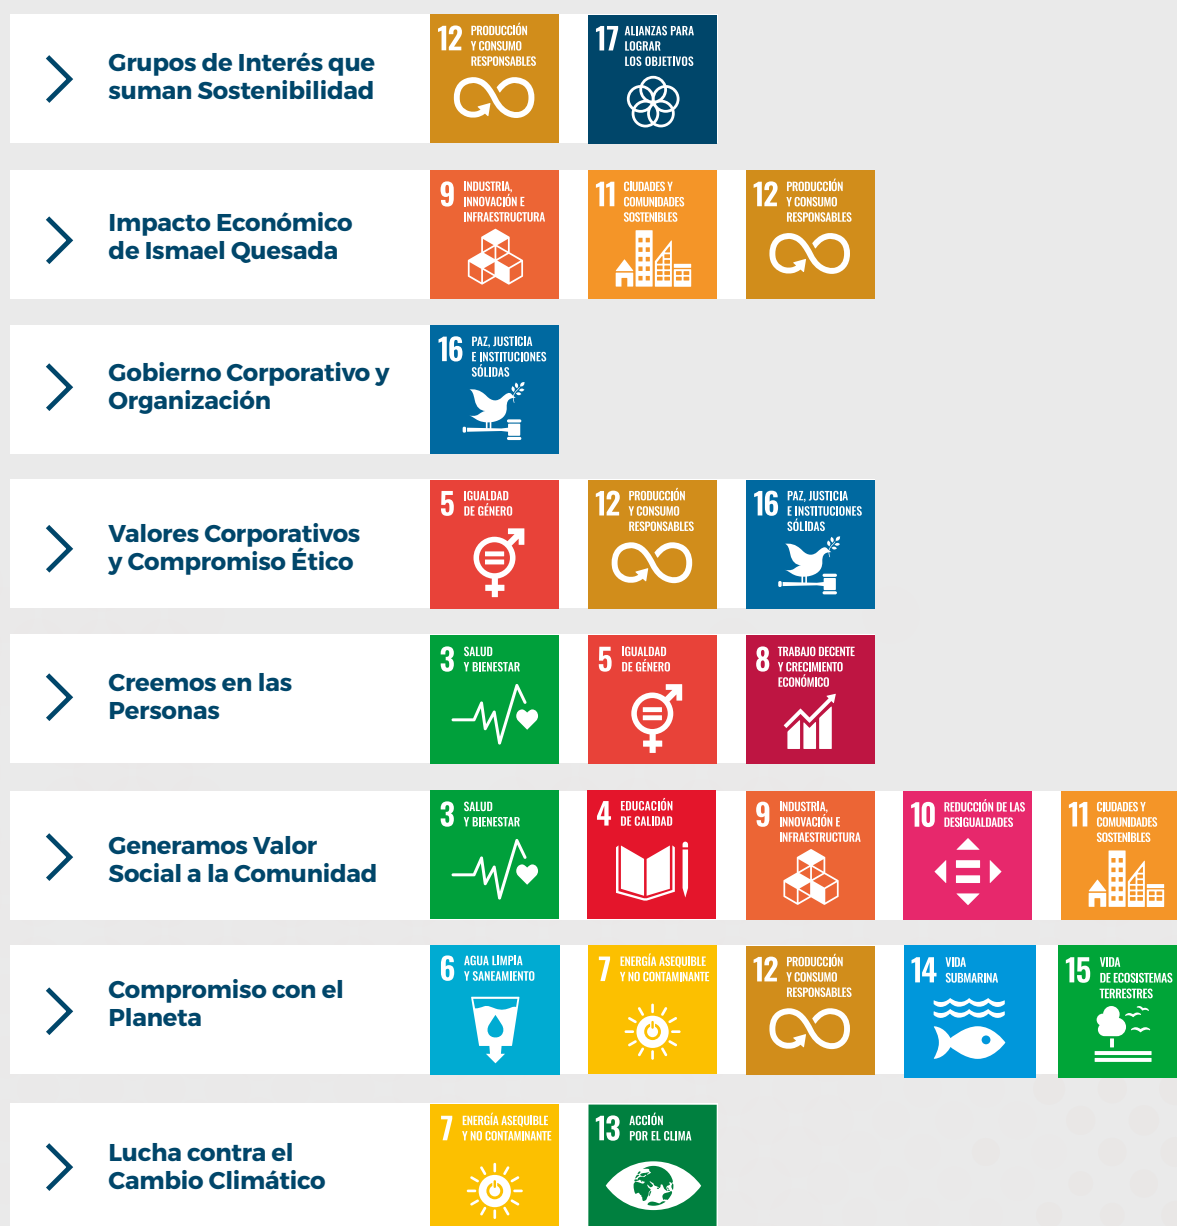 Grupos de Interés que
suman Sostenibilidad
12 PRODUCCIÓN
Y CONSUMO
RESPONSABLES
17 ALIANZAS PARA
LOGRAR
LOS OBJETIVOS
Impacto Económico
de Ismael Quesada
9 INDUSTRIA,
INNOVACIÓN E
INFRAESTRUCTURA
11 CIUDADES Y
COMUNIDADES
SOSTENIBLES
12 PRODUCCIÓN
Y CONSUMO
RESPONSABLES
Gobierno Corporativo y
Organización
16 PAZ, JUSTICIA
E INSTITUCIONES
SÓLIDAS
Valores Corporativos
y Compromiso Ético
5 IGUALDAD
DE GÉNERO
12 PRODUCCIÓN
Y CONSUMO
RESPONSABLES
16 PAZ, JUSTICIA
E INSTITUCIONES
SÓLIDAS
Creemos en las
Personas
3 SALUD
Y BIENESTAR
5 IGUALDAD
DE GÉNERO
8 TRABAJO DECENTE
Y CRECIMIENTO
ECONÓMICO
Generamos Valor
Social a la Comunidad
3 SALUD
Y BIENESTAR
4 EDUCACIÓN
DE CALIDAD
9 INDUSTRIA,
INNOVACIÓN E
INFRAESTRUCTURA
10 REDUCCIÓN DE LAS
DESIGUALDADES
11 CIUDADES Y
COMUNIDADES
SOSTENIBLES
Compromiso con el
Planeta
6 AGUA LIMPIA
Y SANEAMIENTO
7 ENERGÍA ASEQUIBLE
Y NO CONTAMINANTE
12 PRODUCCIÓN
Y CONSUMO
RESPONSABLES
14 VIDA
SUBMARINA
15 VIDA
DE ECOSISTEMAS
TERRESTRES
Lucha contra el
Cambio Climático
7 ENERGÍA ASEQUIBLE
Y NO CONTAMINANTE
13 ACCIÓN
POR EL CLIMA